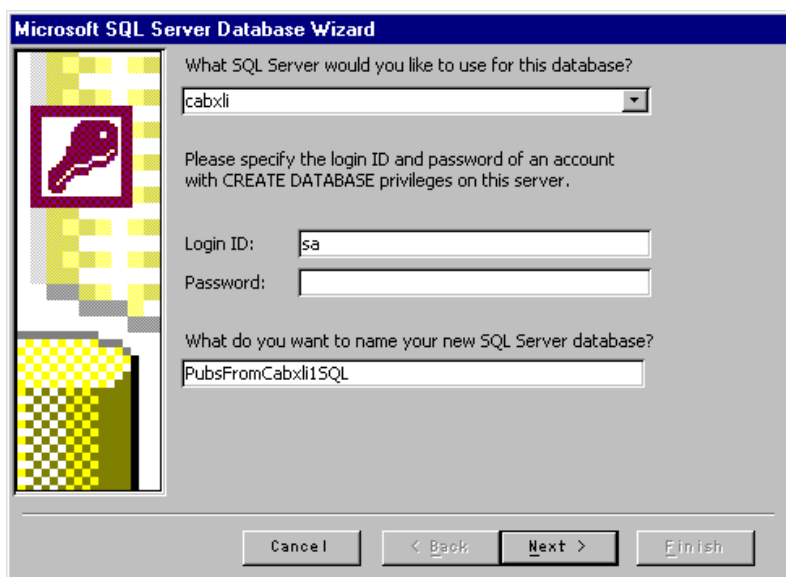 Microsoft SQL Server Database Wizard
What SQL Server would you like to use for this database?
cabxli
Please specify the login ID and password of an account
with CREATE DATABASE privileges on this server.
Login ID:
sa
Password:
What do you want to name your new SQL Server database?
PubsFromCabxli1SQL
Cancel
< Back
Next >
Finish